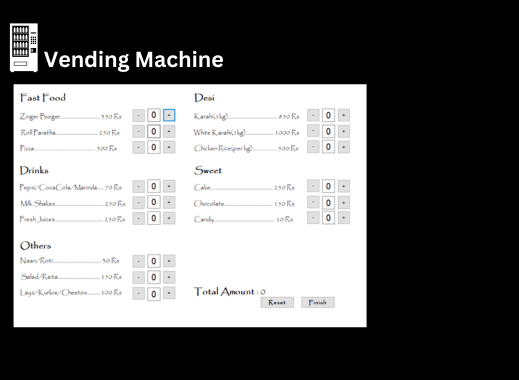 Vending Machine
Fast Food
Zinger Burger 550 Rs - 0 +
Roll Paratha 250 Rs - 0 +
Pizza 500 Rs - 0 +
Desi
Karahi(1kg) 850 Rs - 0 +
White Karahi(1kg) 1000 Rs - 0 +
Chicken Rice(per kg) 500 Rs - 0 +
Drinks
Pepsi/CocaCola/Marinda 70 Rs - 0 +
Milk Shakes 250 Rs - 0 +
Fresh Juices 250 Rs - 0 +
Sweet
Cake 250 Rs - 0 +
Chocolate 150 Rs - 0 +
Candy 10 Rs - 0 +
Others
Naan/Roti 50 Rs - 0 +
Salad/Raita 150 Rs - 0 +
Lays/Kurkre/Cheetos 100 Rs - 0 +
Total Amount : 0
Reset Finish